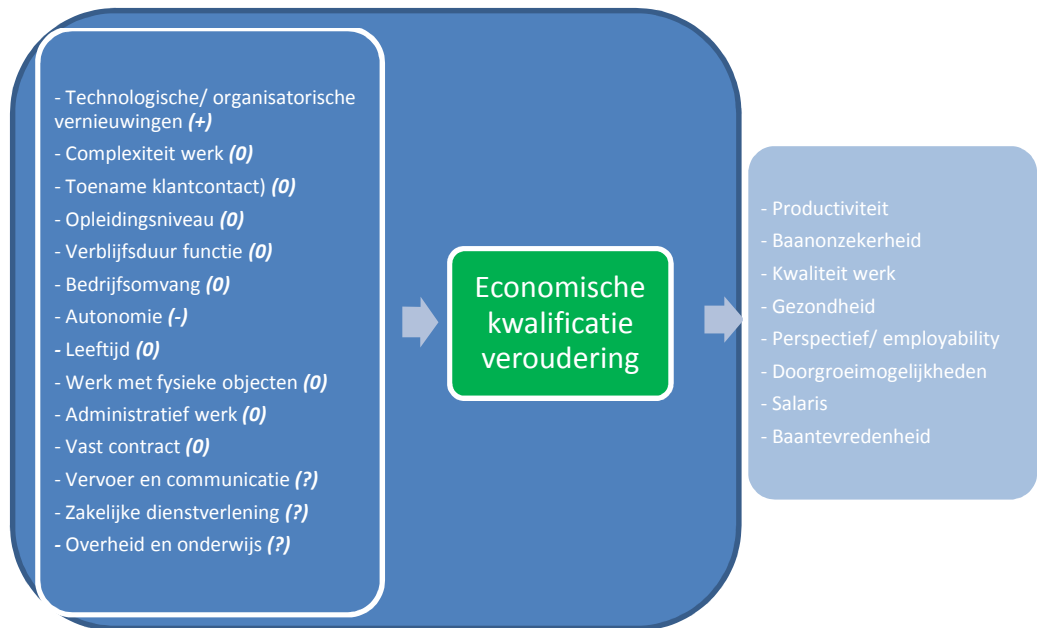 - Technologische/ organisatorische
vernieuwingen (+)
- Complexiteit werk (0)
- Toename klantcontact) (0)
- Opleidingsniveau (0)
- Verblijfsduur functie (0)
- Bedrijfsomvang (0)
- Autonomie (-)
- Leeftijd (0)
- Werk met fysieke objecten (0)
- Administratief werk (0)
- Vast contract (0)
- Vervoer en communicatie (?)
- Zakelijke dienstverlening (?)
- Overheid en onderwijs (?)
Economische
kwalificatie
veroudering
- Productiviteit
- Baanonzekerheid
- Kwaliteit werk
- Gezondheid
- Perspectief/ employability
- Doorgroeimogelijkheden
- Salaris
- Baantevredenheid